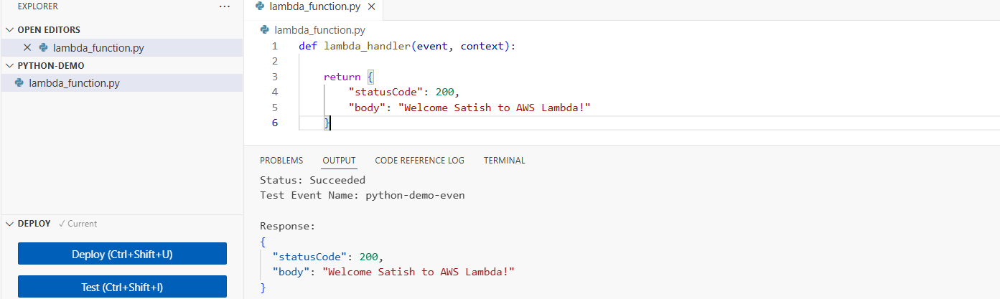 EXPLORER
...
OPEN EDITORS
lambda_function.py
PYTHON-DEMO
lambda_function.py
DEPLOY ✓ Current
Deploy (Ctrl+Shift+U)
Test (Ctrl+Shift+I)
lambda_function.py
lambda_function.py
1 def lambda_handler(event, context):
2
3     return {
4         "statusCode": 200,
5         "body": "Welcome Satish to AWS Lambda!"
6     }
PROBLEMS OUTPUT CODE REFERENCE LOG TERMINAL
Status: Succeeded
Test Event Name: python-demo-even
Response:
{
  "statusCode": 200,
  "body": "Welcome Satish to AWS Lambda!"
}